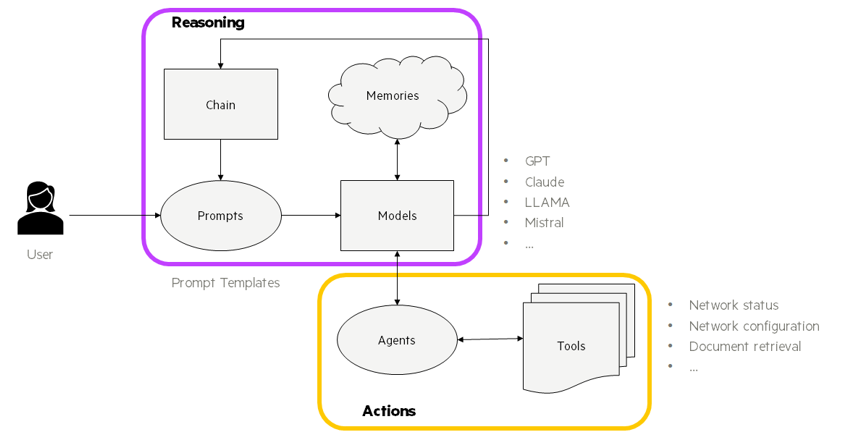 Reasoning
Chain
Memories
User
Prompts
Models
• GPT
• Claude
• LLAMA
• Mistral
• ...
Prompt Templates
Agents
Tools
• Network status
• Network configuration
• Document retrieval
• ...
Actions